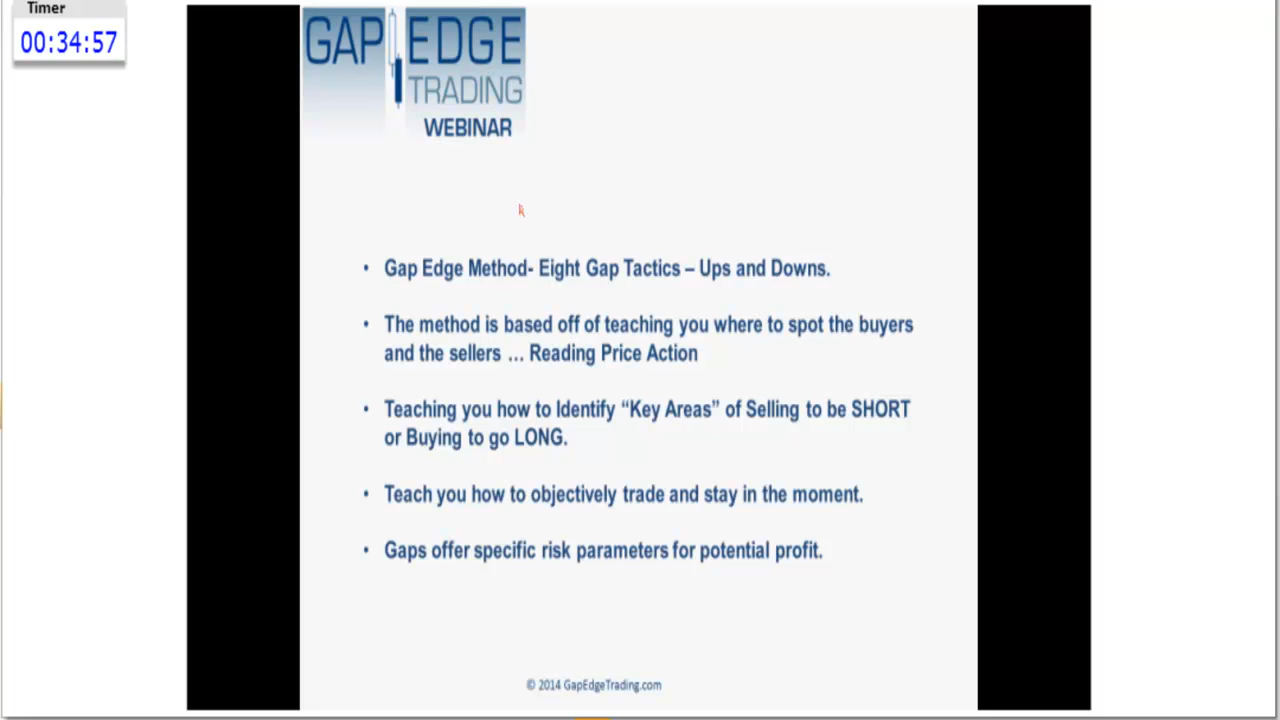 Timer
00:34:57
GAP EDGE
TRADING
WEBINAR
• Gap Edge Method- Eight Gap Tactics – Ups and Downs.
• The method is based off of teaching you where to spot the buyers
and the sellers … Reading Price Action
• Teaching you how to Identify “Key Areas” of Selling to be SHORT
or Buying to go LONG.
• Teach you how to objectively trade and stay in the moment.
• Gaps offer specific risk parameters for potential profit.
© 2014 GapEdgeTrading.com